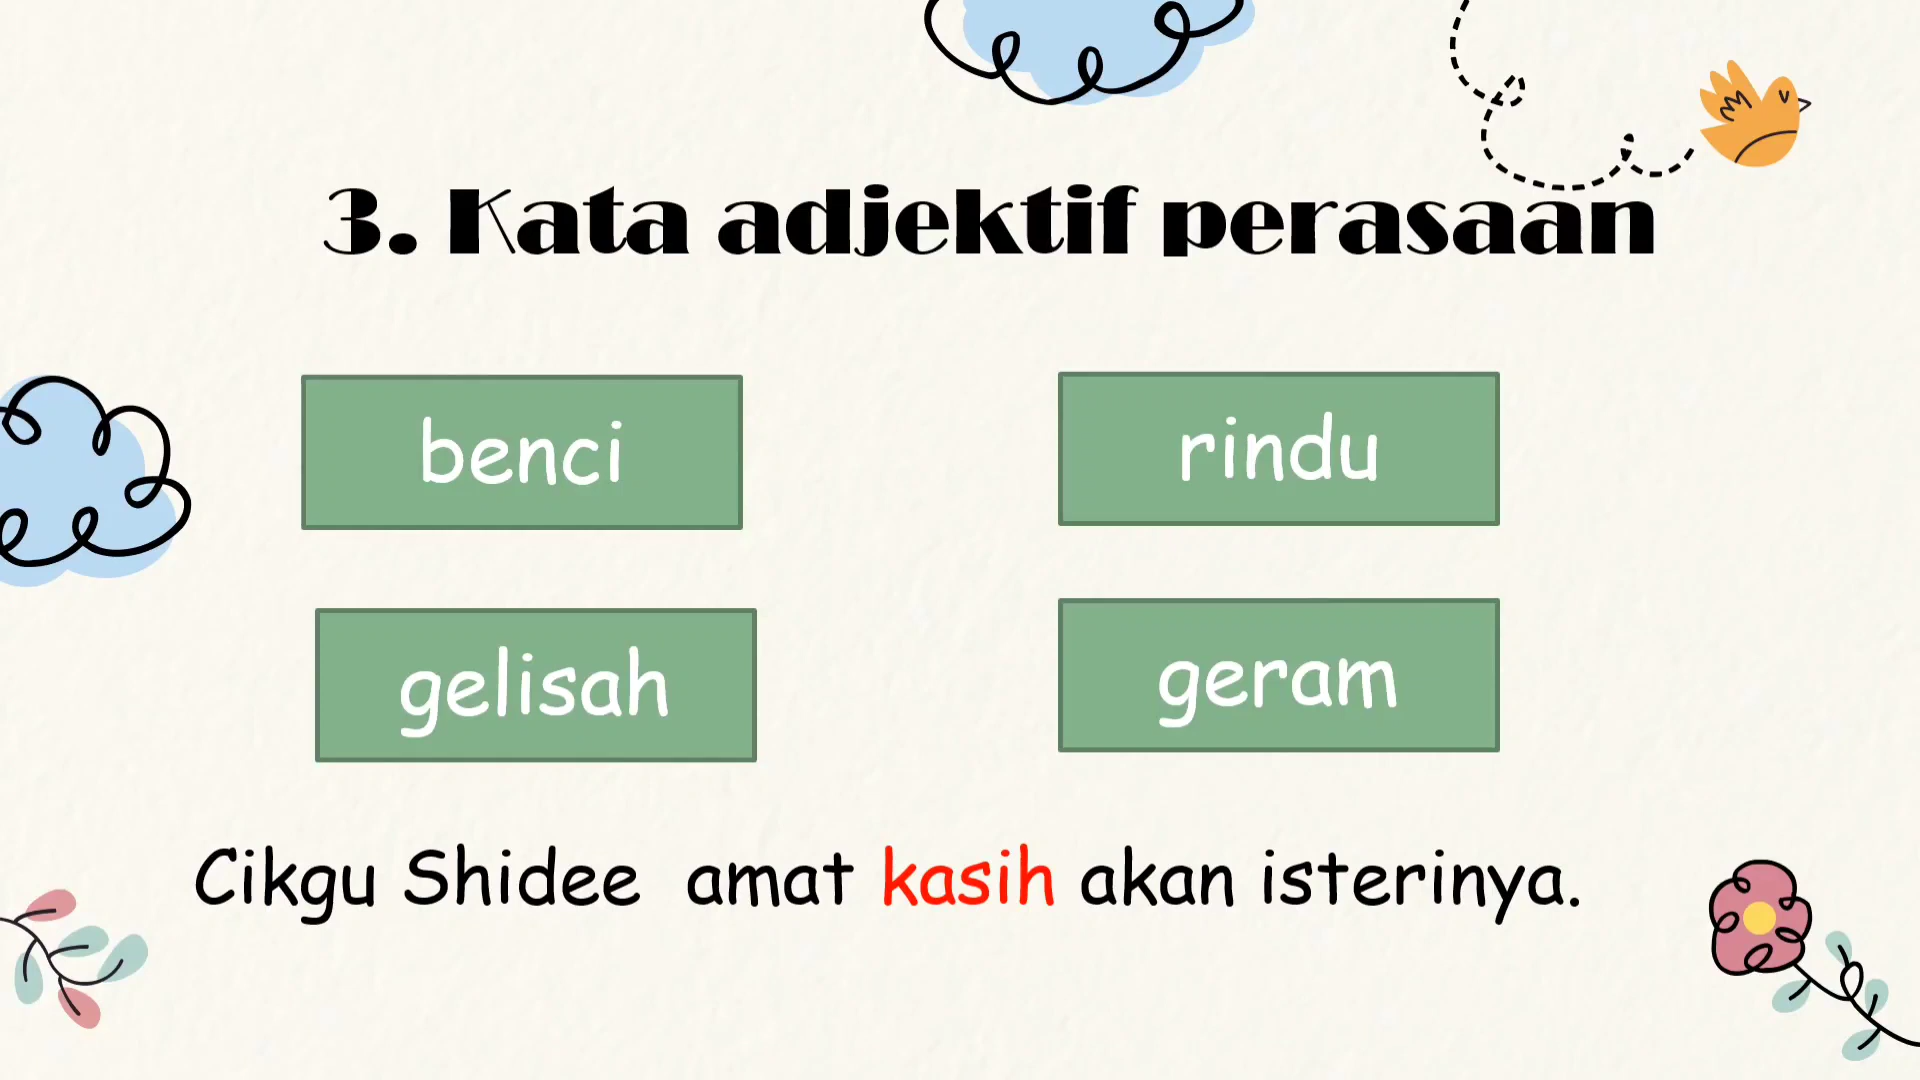 3. Kata adjektif perasaan
benci
rindu
gelisah
geram
Cikgu Shidee amat kasih akan isterinya.